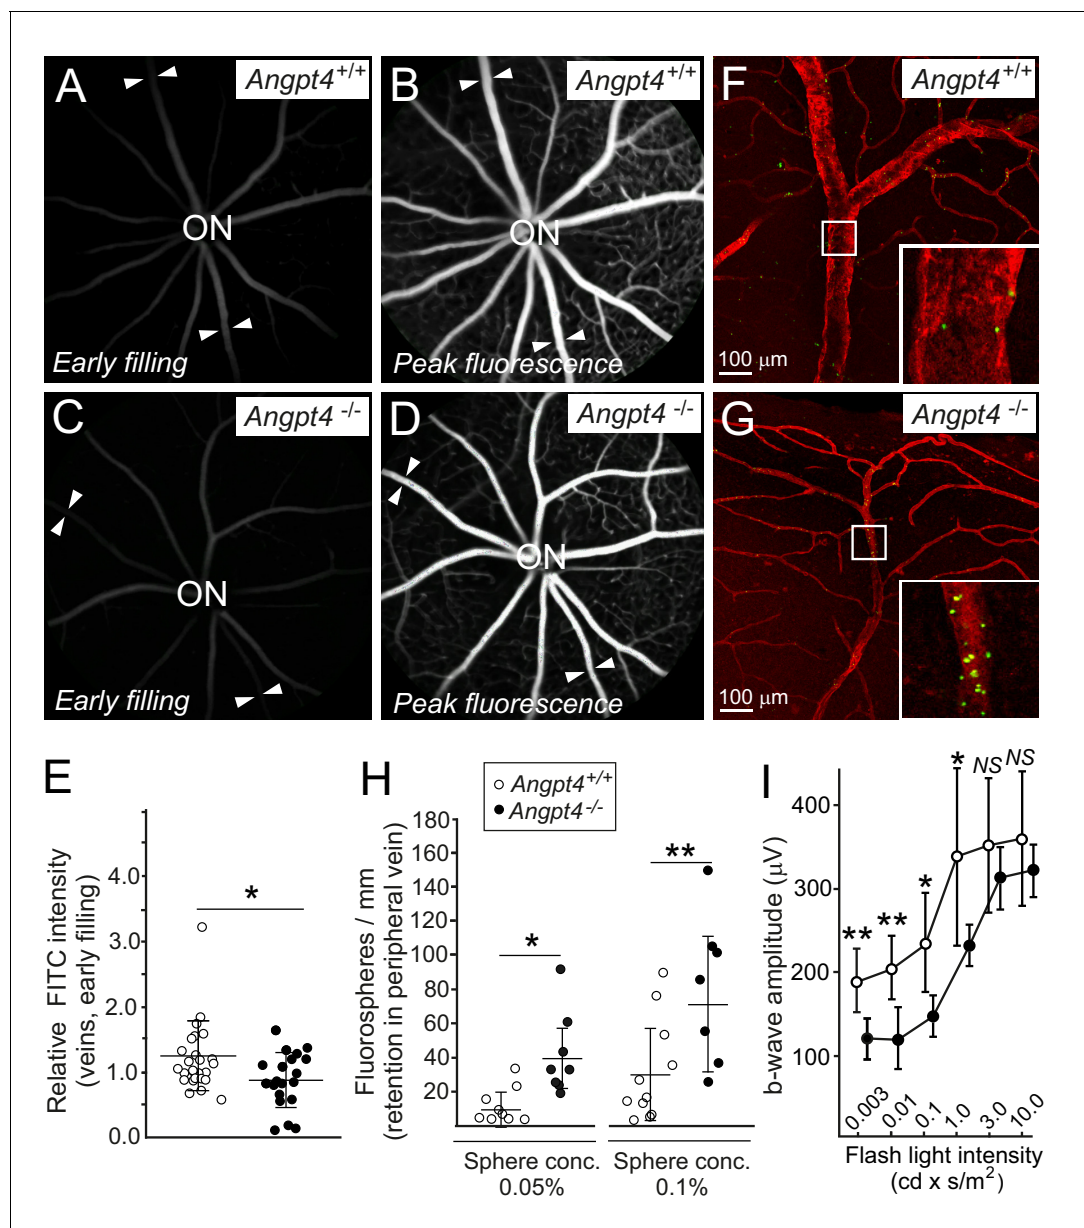 A
Angpt4+/+
ON
Early filling
B
Angpt4+/+
ON
Peak fluorescence
F
Angpt4+/+
100 μm
C
Angpt4 -/-
ON
Early filling
D
Angpt4 -/-
ON
Peak fluorescence
G
Angpt4 -/-
100 μm
E
Relative FITC intensity
(veins, early filling)
4.0
3.0
2.0
1.0
0.0
*
H
Angpt4+/+
Angpt4-/-
Fluorospheres / mm
(retention in peripheral vein)
180
160
140
120
100
80
60
40
20
*
**
Sphere conc.
0.05%
Sphere conc.
0.1%
I
b-wave amplitude (μV)
400
300
200
100
**
**
*
*
NS
NS
0.003
0.01
0.1
1.0
3.0
10.0
Flash light intensity
(cd x s/m2)